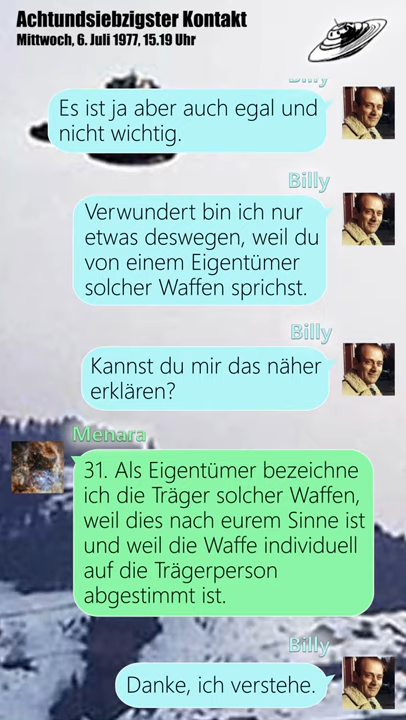 Achtundsiebzigster Kontakt
Mittwoch, 6. Juli 1977, 15.19 Uhr
Billy
Es ist ja aber auch egal und
nicht wichtig.
Billy
Verwundert bin ich nur
etwas deswegen, weil du
von einem Eigentümer
solcher Waffen sprichst.
Billy
Kannst du mir das näher
erklären?
Menara
31. Als Eigentümer bezeichne
ich die Träger solcher Waffen,
weil dies nach eurem Sinne ist
und weil die Waffe individuell
auf die Trägerperson
abgestimmt ist.
Billy
Danke, ich verstehe.